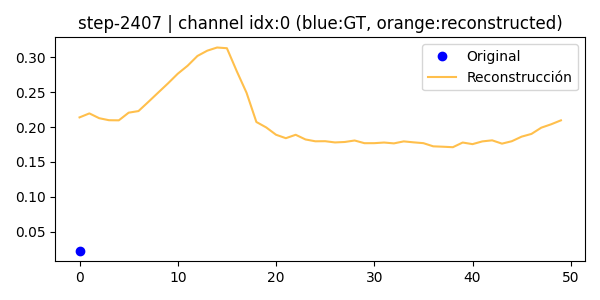 step-2407 | channel idx:0 (blue:GT, orange:reconstructed)
Original
Reconstrucción
0.30
0.25
0.20
0.15
0.10
0.05
0 10 20 30 40 50